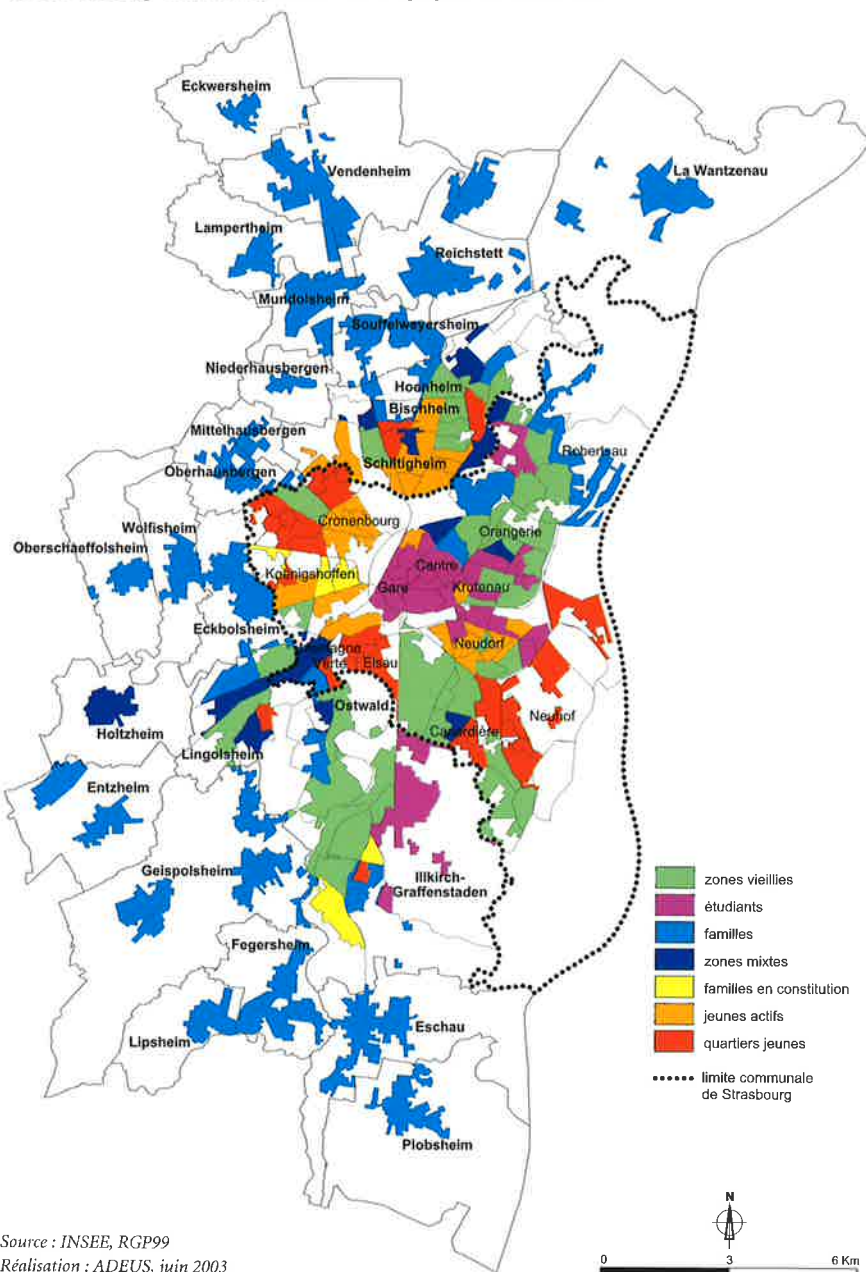 Eckwersheim
Vendenheim
La Wantzenau
Lampertheim
Reichstett
Mundolsheim
Souffelweyersheim
Niederhausbergen
Hoenheim
Bischheim
Mittelhausbergen
Robertsau
Oberhausbergen
Schiltigheim
Cronenbourg
Wolfisheim
Orangerie
Oberschaeffolsheim
Koenigshoffen
Centre
Gare
Krutenau
Eckbolsheim
Neudorf
Montagne
Verte
Elsau
Ostwald
Neuhof
Holtzheim
Canardière
Lingolsheim
Entzheim
Geispolsheim
Illkirch-
Graffenstaden
zones vieillies
étudiants
familles
zones mixtes
familles en constitution
jeunes actifs
quartiers jeunes
limite communale
de Strasbourg
Fegersheim
Eschau
Lipsheim
Plobsheim
N
Source : INSEE, RGP99
Réalisation : ADEUS, juin 2003
0 3 6 Km